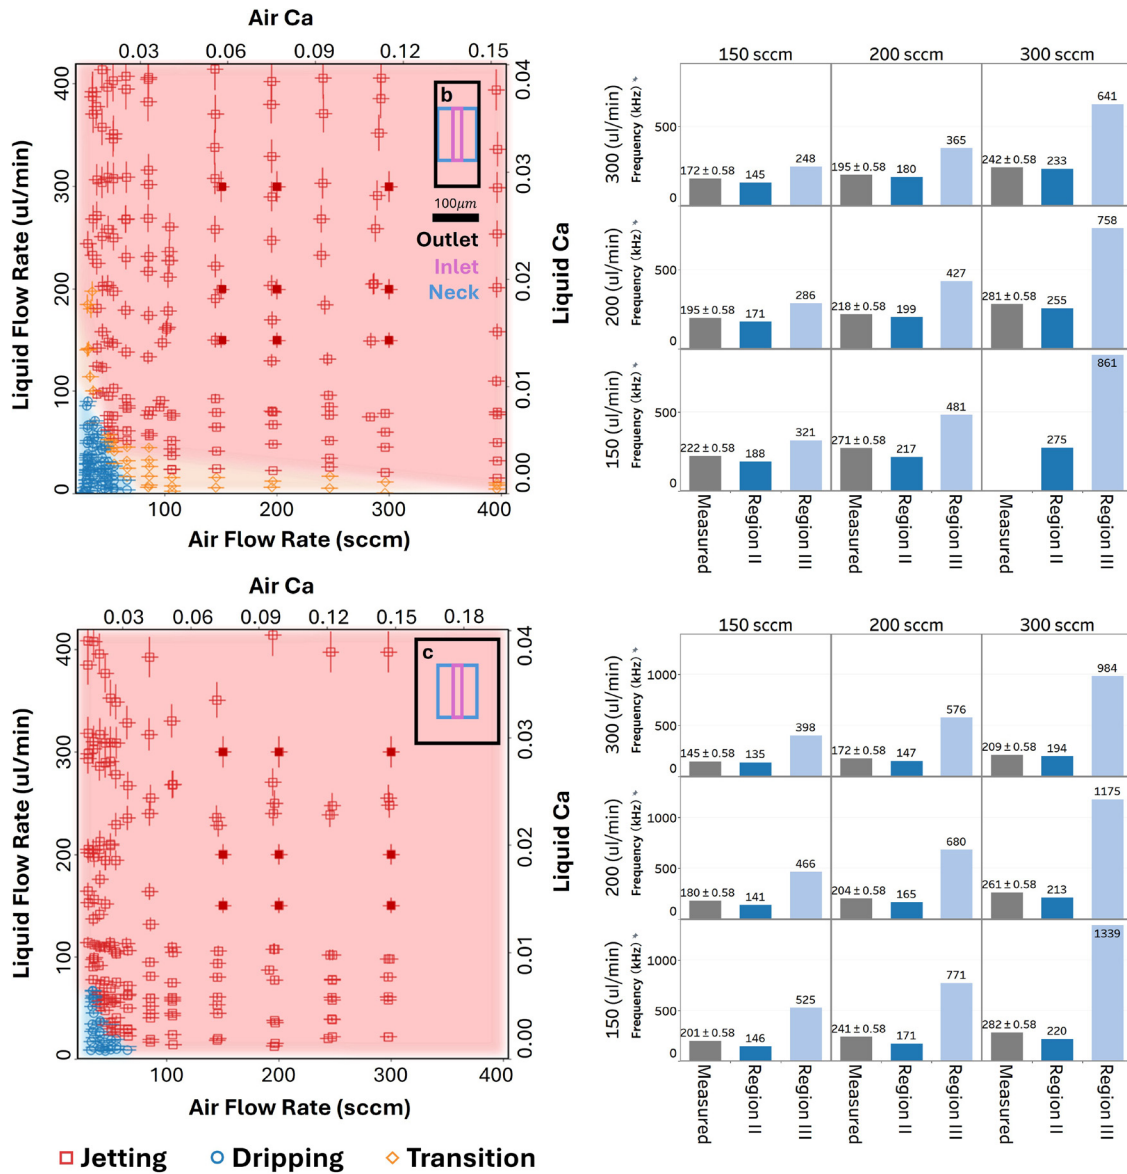 Air Ca
0.03 0.06 0.09 0.12 0.15
Liquid Flow Rate (ul/min)
400
300
200
100
0
b
100μm
Outlet
Inlet
Neck
0.04
0.03
0.02
0.01
0.00
Liquid Ca
100 200 300 400
Air Flow Rate (sccm)
150 sccm 200 sccm 300 sccm
300 (ul/min)
Frequency (kHz) *
500
0
172 ± 0.58 145 248 195 ± 0.58 180 365 242 ± 0.58 233 641
200 (ul/min)
Frequency (kHz) *
500
0
195 ± 0.58 171 286 218 ± 0.58 199 427 281 ± 0.58 255 758
150 (ul/min)
Frequency (kHz) *
500
0
222 ± 0.58 188 321 271 ± 0.58 217 481 275 861
Measured Region II Region III Measured Region II Region III Measured Region II Region III
Air Ca
0.03 0.06 0.09 0.12 0.15 0.18
Liquid Flow Rate (ul/min)
400
300
200
100
0
c
0.04
0.03
0.02
0.01
0.00
Liquid Ca
100 200 300 400
Air Flow Rate (sccm)
150 sccm 200 sccm 300 sccm
300 (ul/min)
Frequency (kHz) *
1000
500
0
145 ± 0.58 135 398 172 ± 0.58 147 576 209 ± 0.58 194 984
200 (ul/min)
Frequency (kHz) *
1000
500
0
180 ± 0.58 141 466 204 ± 0.58 165 680 261 ± 0.58 213 1175
150 (ul/min)
Frequency (kHz) *
1000
500
0
201 ± 0.58 146 525 241 ± 0.58 171 771 282 ± 0.58 220 1339
Measured Region II Region III Measured Region II Region III Measured Region II Region III
Jetting Dripping Transition